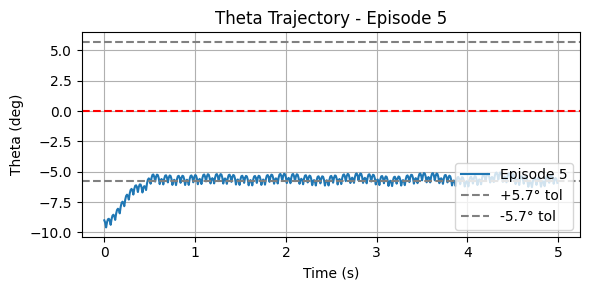 Theta Trajectory - Episode 5
Theta (deg)
5.0
2.5
0.0
−2.5
−5.0
−7.5
−10.0
Episode 5
+5.7° tol
-5.7° tol
0 1 2 3 4 5
Time (s)